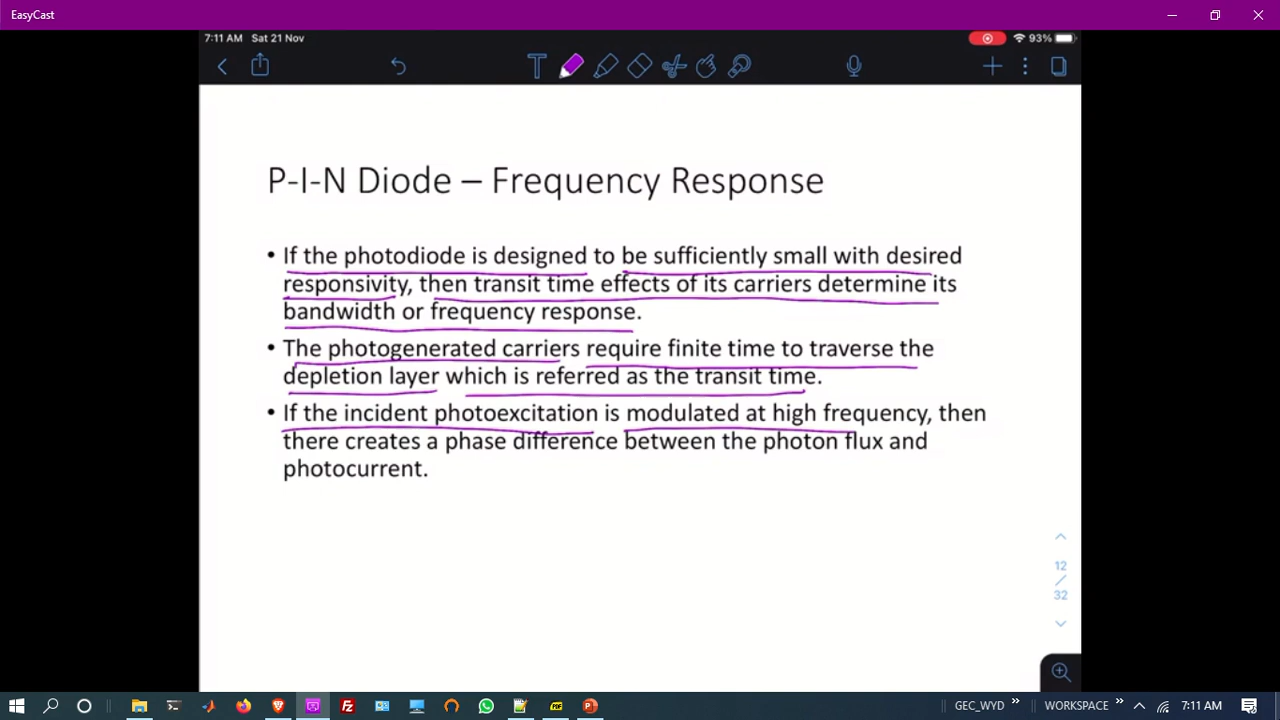 EasyCast
7:11 AM Sat 21 Nov
93%
P-I-N Diode – Frequency Response
• If the photodiode is designed to be sufficiently small with desired
responsivity, then transit time effects of its carriers determine its
bandwidth or frequency response.
• The photogenerated carriers require finite time to traverse the
depletion layer which is referred as the transit time.
• If the incident photoexcitation is modulated at high frequency, then
there creates a phase difference between the photon flux and
photocurrent.
12
/
32
GEC_WYD » WORKSPACE » 7:11 AM